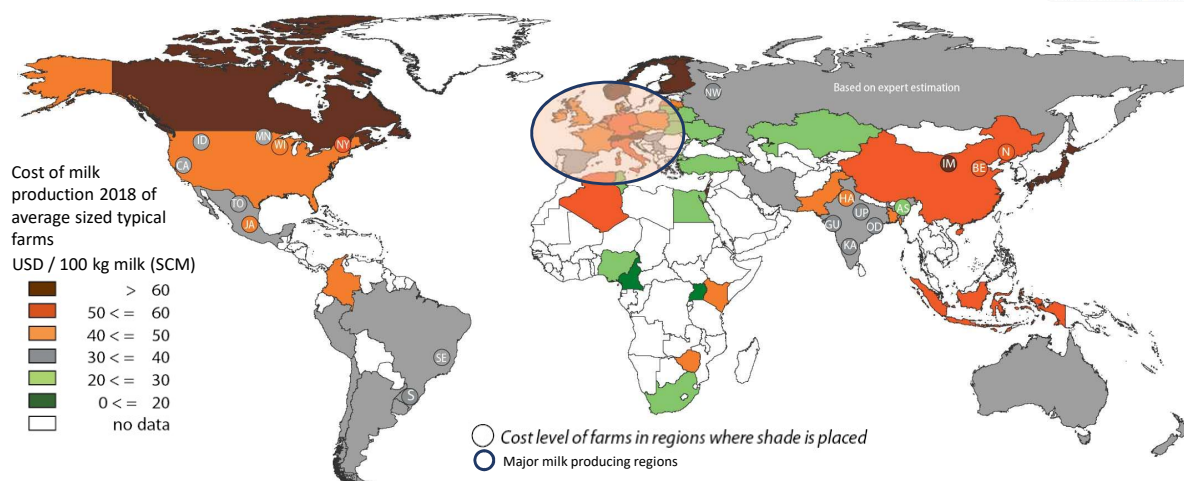 NW
Based on expert estimation
ID
MN
WI
NY
CA
IM
BE
N
TO
JA
HA
AS
UP
GU
OD
KA
SE
S
Cost of milk
production 2018 of
average sized typical
farms
USD / 100 kg milk (SCM)
> 60
50 <= 60
40 <= 50
30 <= 40
20 <= 30
0 <= 20
no data
Cost level of farms in regions where shade is placed
Major milk producing regions